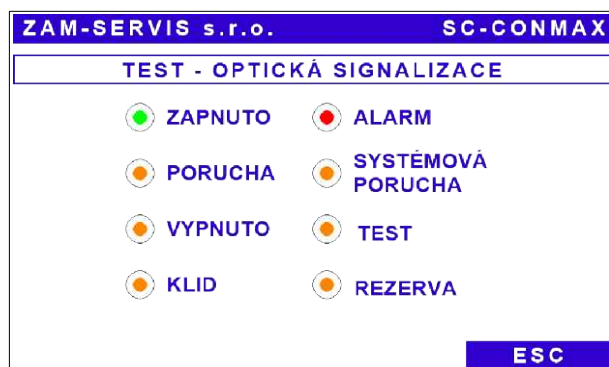 ZAM-SERVIS s.r.o. SC-CONMAX
TEST - OPTICKÁ SIGNALIZACE
ZAPNUTO ALARM
PORUCHA SYSTÉMOVÁ PORUCHA
VYPNUTO TEST
KLID REZERVA
ESC